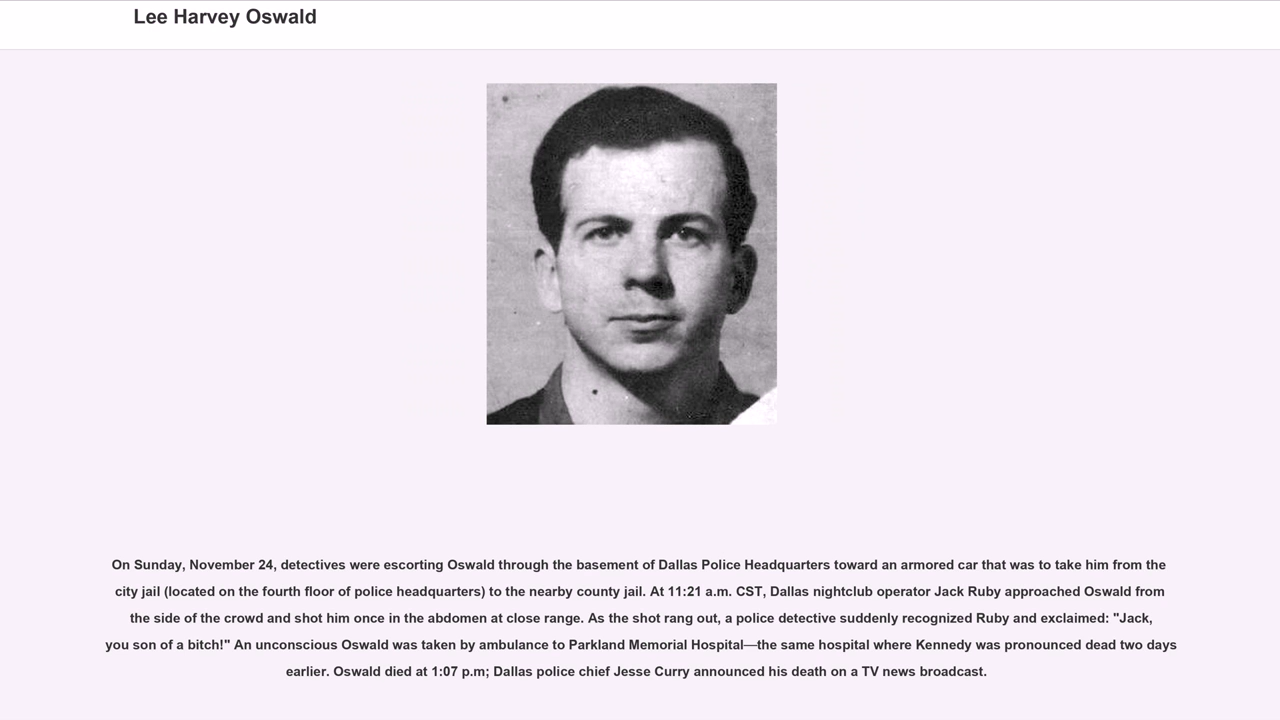 Lee Harvey Oswald
On Sunday, November 24, detectives were escorting Oswald through the basement of Dallas Police Headquarters toward an armored car that was to take him from the
city jail (located on the fourth floor of police headquarters) to the nearby county jail. At 11:21 a.m. CST, Dallas nightclub operator Jack Ruby approached Oswald from
the side of the crowd and shot him once in the abdomen at close range. As the shot rang out, a police detective suddenly recognized Ruby and exclaimed: "Jack,
you son of a bitch!" An unconscious Oswald was taken by ambulance to Parkland Memorial Hospital—the same hospital where Kennedy was pronounced dead two days
earlier. Oswald died at 1:07 p.m; Dallas police chief Jesse Curry announced his death on a TV news broadcast.